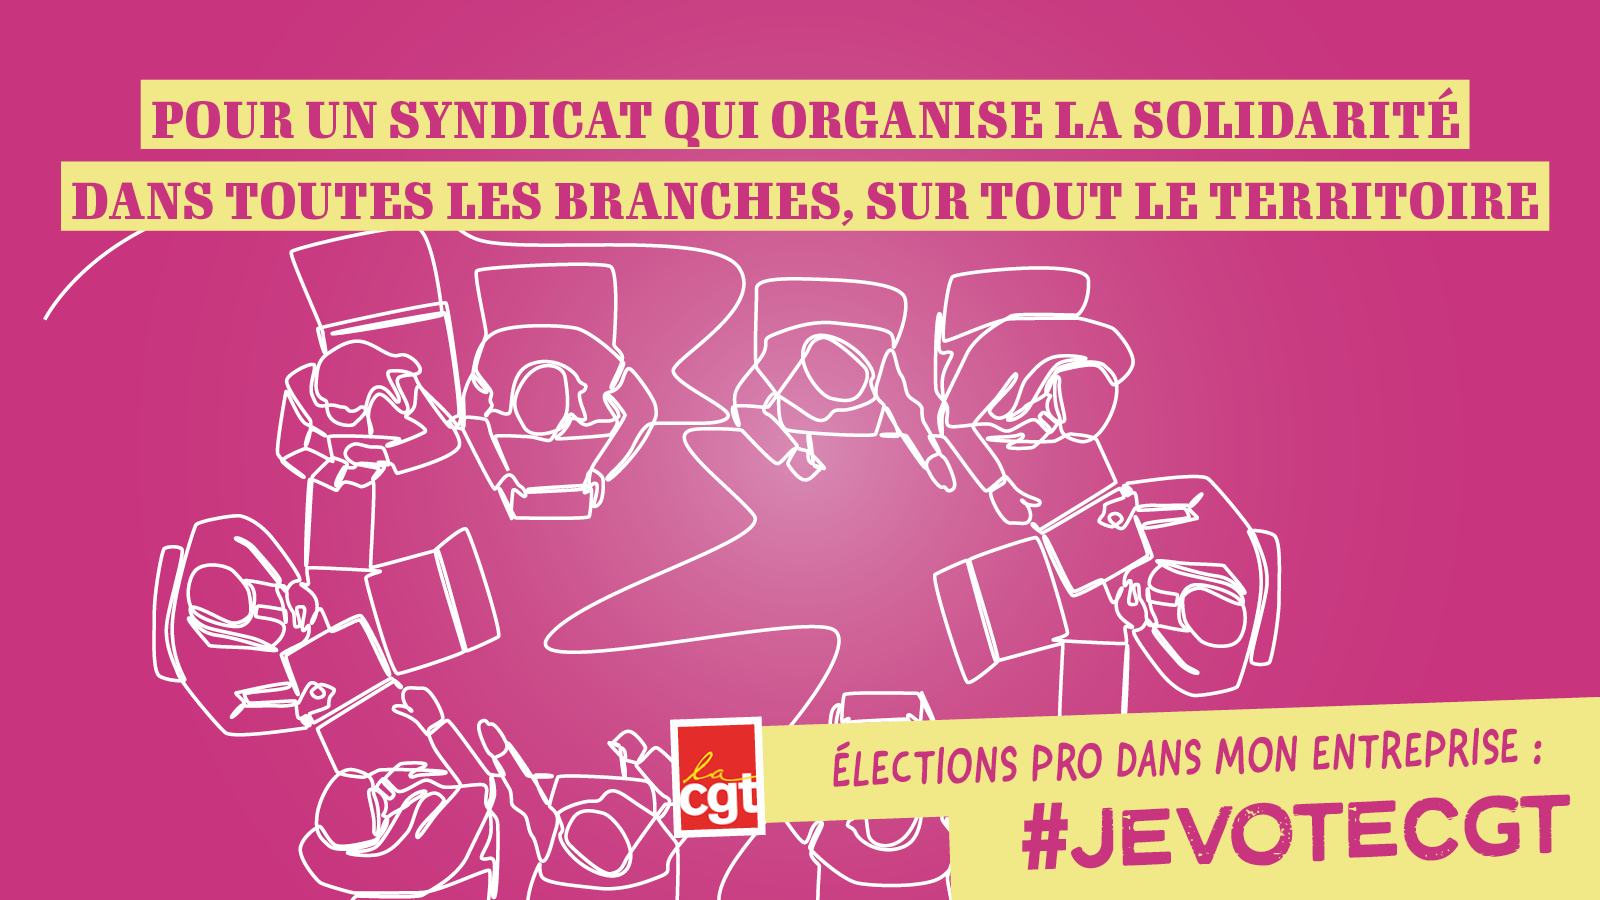 POUR UN SYNDICAT QUI ORGANISE LA SOLIDARITÉ
DANS TOUTES LES BRANCHES, SUR TOUT LE TERRITOIRE
la
cgt
ÉLECTIONS PRO DANS MON ENTREPRISE :
#JEVOTECGT